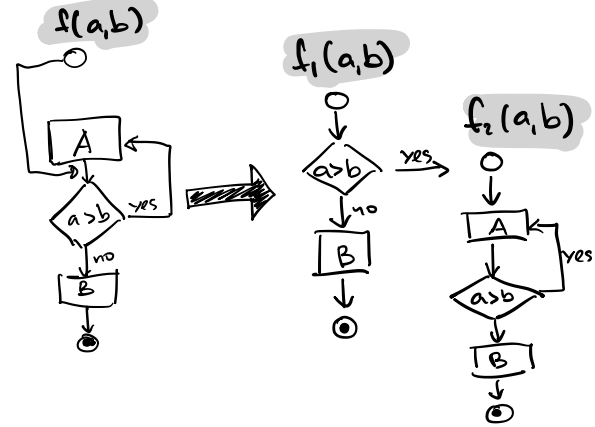 f(a,b)
A
a>b
yes
no
B
f₁(a,b)
a>b
yes
no
B
f₂(a,b)
A
a>b
yes
B